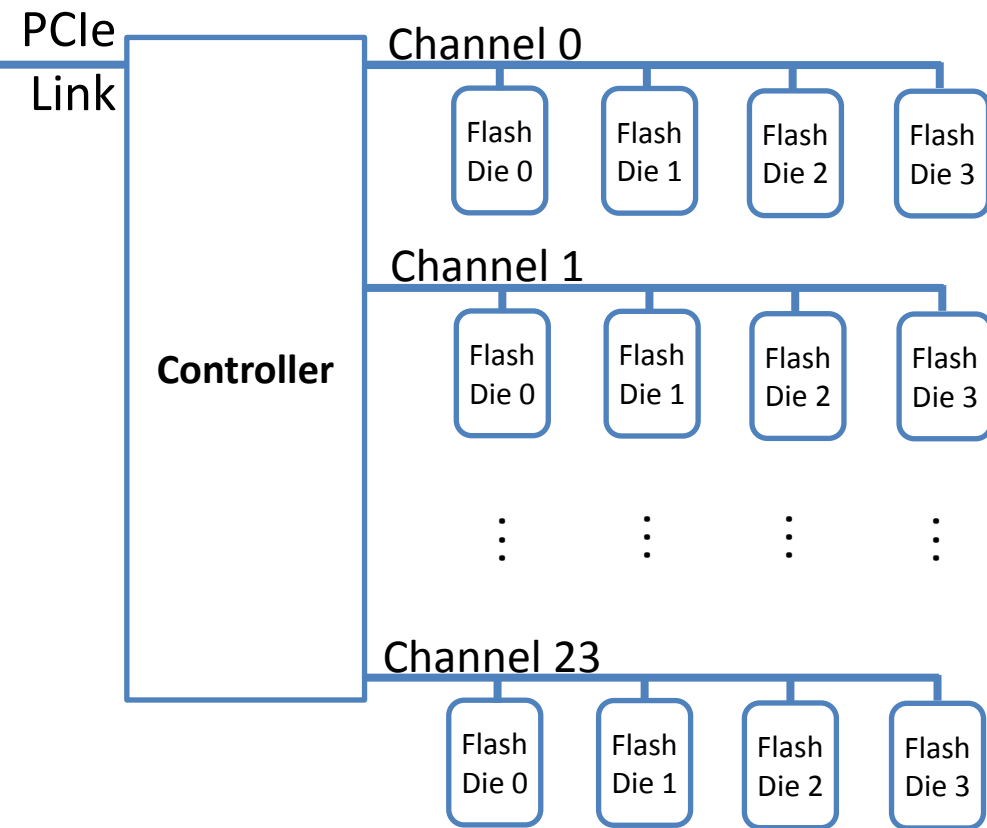 PCIe
Link
Channel 0
Flash
Die 0
Flash
Die 1
Flash
Die 2
Flash
Die 3
Channel 1
Flash
Die 0
Flash
Die 1
Flash
Die 2
Flash
Die 3
Controller
Channel 23
Flash
Die 0
Flash
Die 1
Flash
Die 2
Flash
Die 3